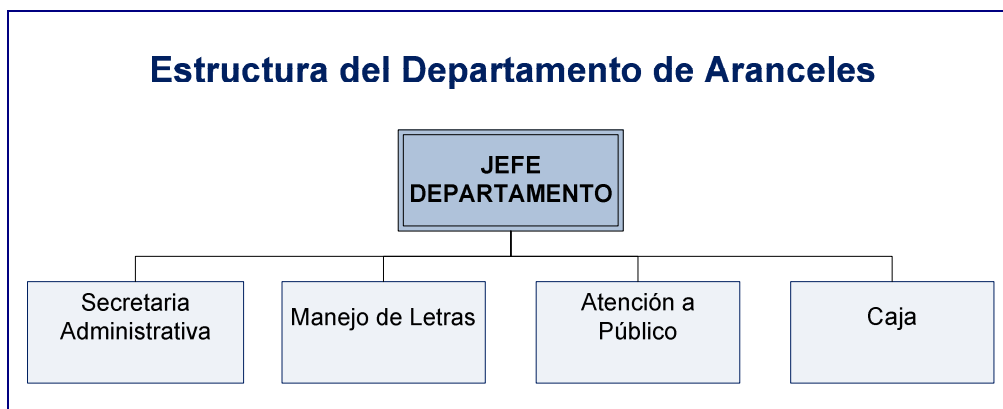 Estructura del Departamento de Aranceles
JEFE
DEPARTAMENTO
Secretaria
Administrativa
Manejo de Letras
Atención a
Público
Caja